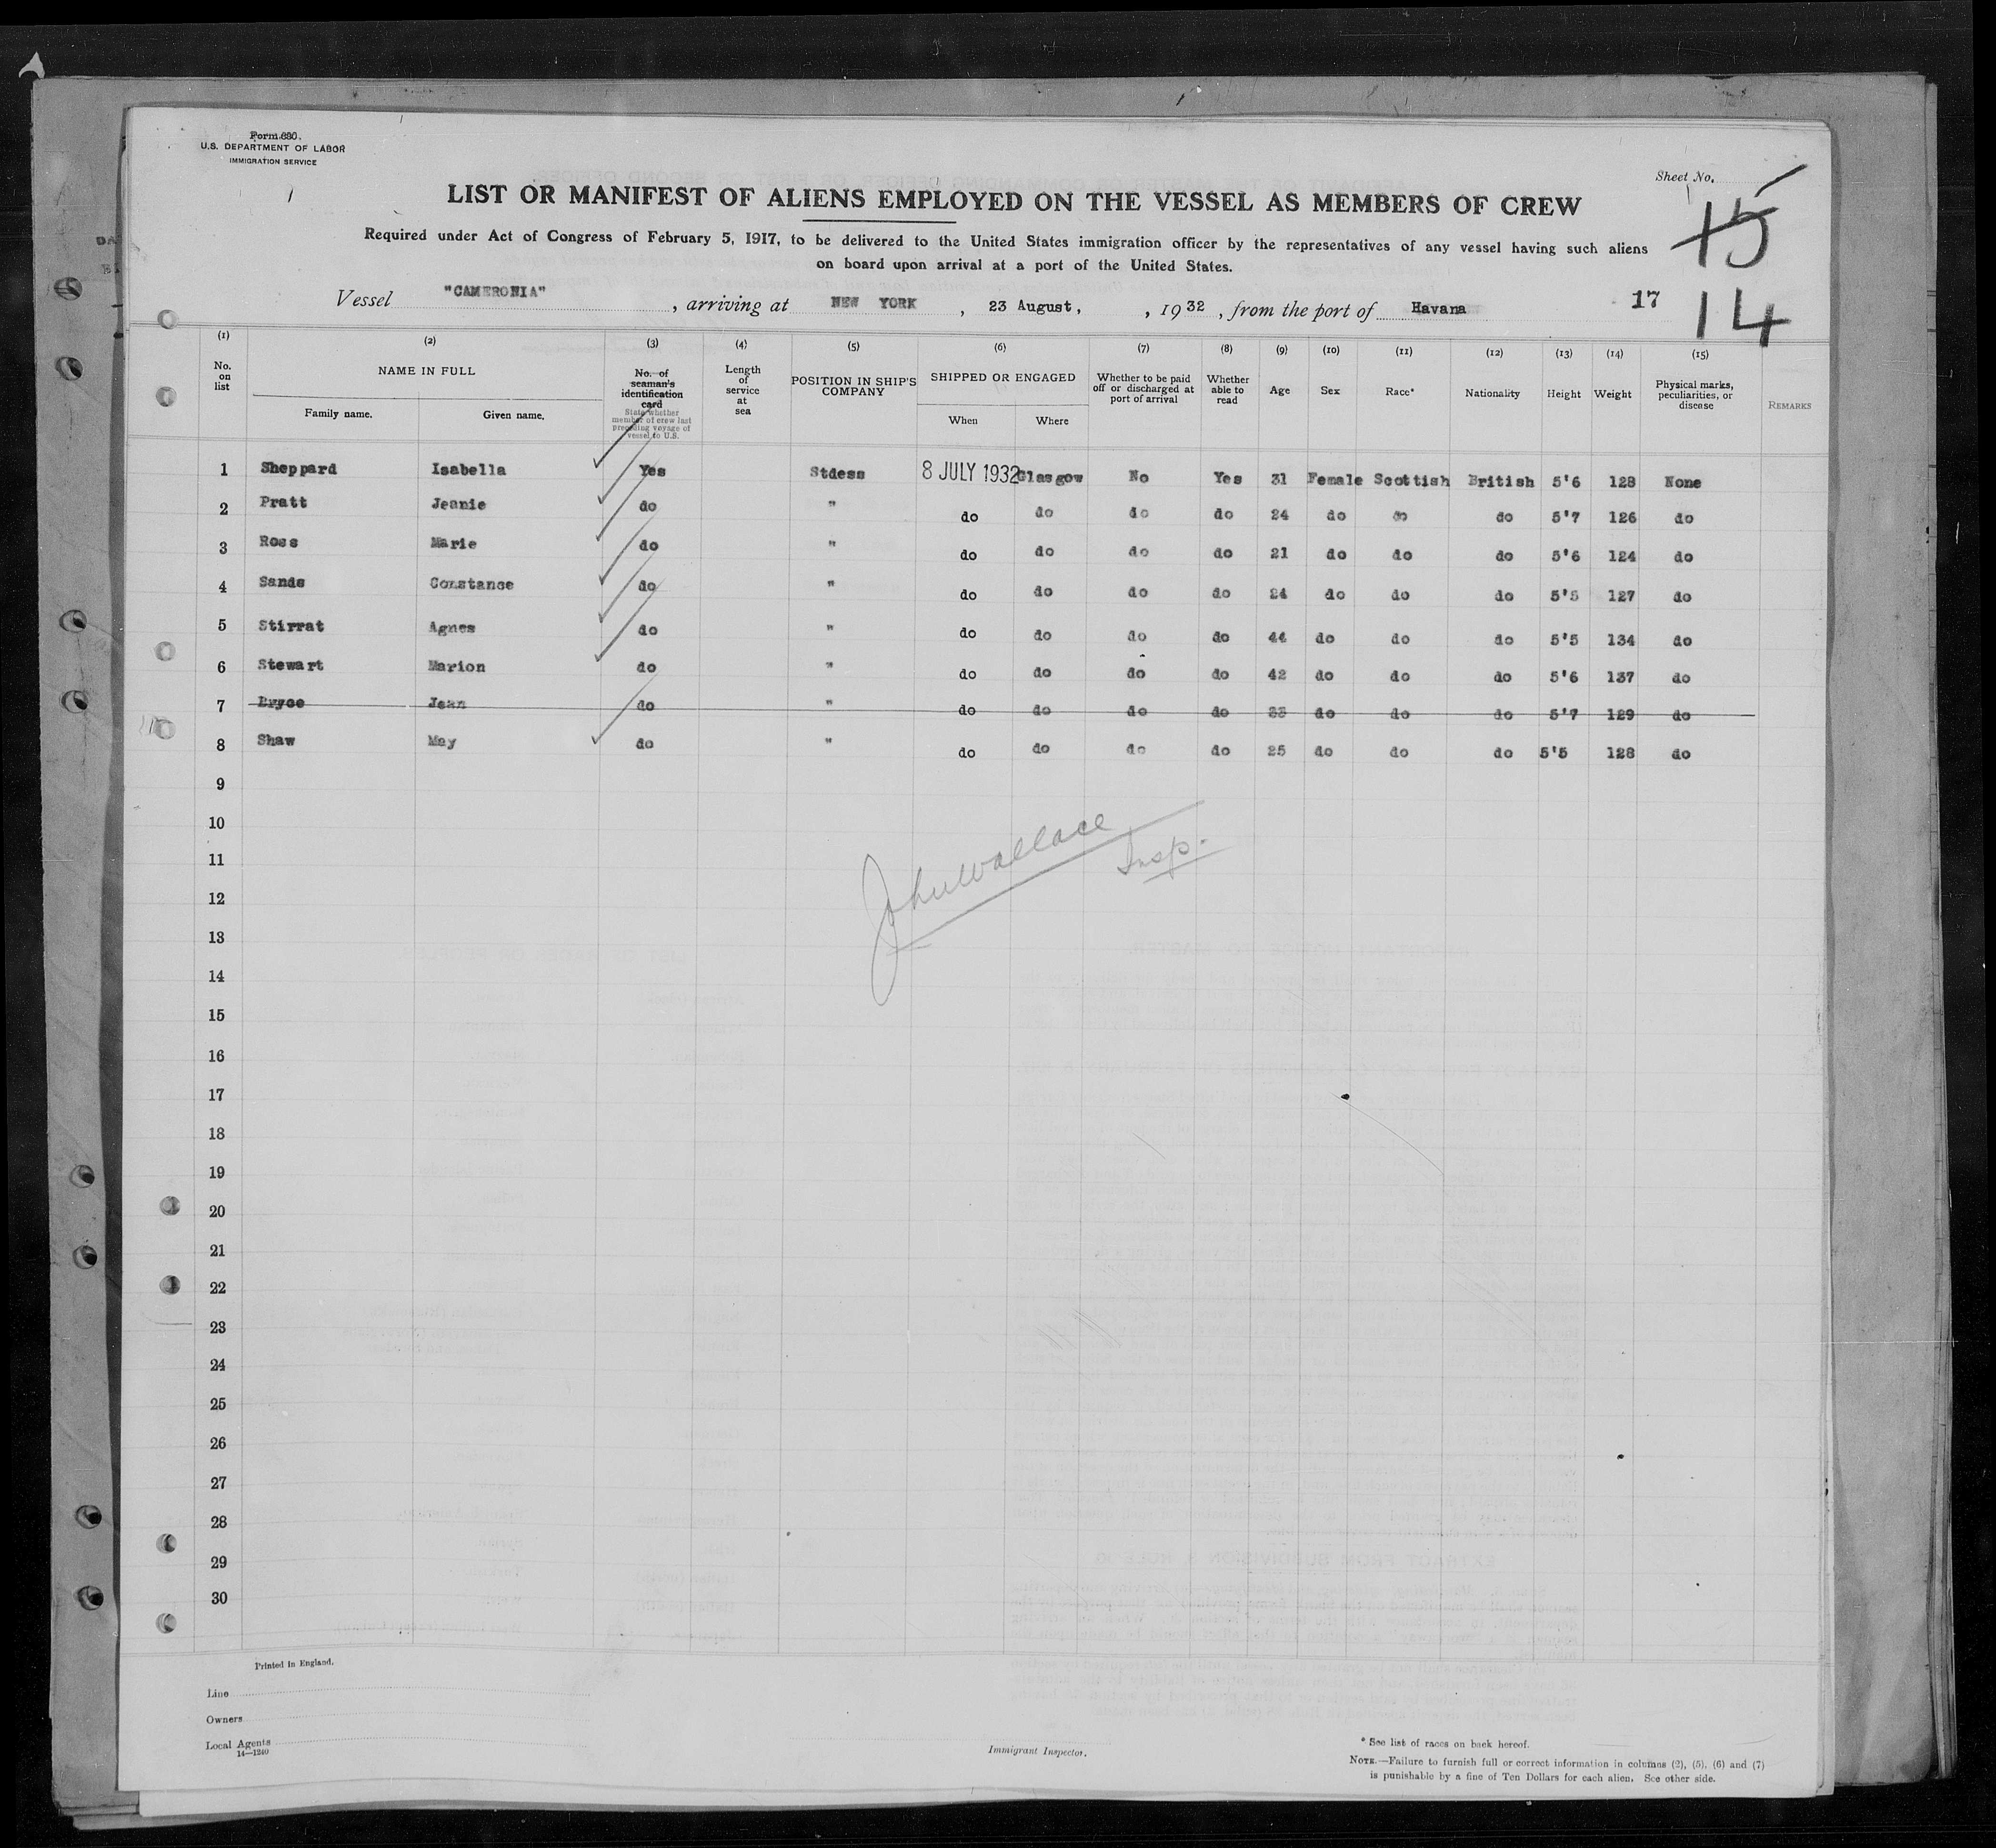 Form 680.
U.S. DEPARTMENT OF LABOR
IMMIGRATION SERVICE
Sheet No.
15
14
LIST OR MANIFEST OF ALIENS EMPLOYED ON THE VESSEL AS MEMBERS OF CREW
Required under Act of Congress of February 5, 1917, to be delivered to the United States immigration officer by the representatives of any vessel having such aliens
on board upon arrival at a port of the United States.
Vessel "CAMERONIA", arriving at NEW YORK, 23 August, , 1932, from the port of Havana 17
(1) (2) (3) (4) (5) (6) (7) (8) (9) (10) (11) (12) (13) (14) (15)
No. on list NAME IN FULL Family name. Given name. No. of seaman's identification card State whether member of crew last preceding voyage of vessel to U.S. Length of service at sea POSITION IN SHIP'S COMPANY SHIPPED OR ENGAGED When Where Whether to be paid off or discharged at port of arrival Whether able to read Age Sex Race* Nationality Height Weight Physical marks, peculiarities, or disease REMARKS
1 Sheppard Isabella Yes Stdess 8 JULY 1932 Glasgow No Yes 31 Female Scottish British 5'6 128 None
2 Pratt Jeanie do " do do do do 24 do do do 5'7 126 do
3 Ross Marie do " do do do do 21 do do do 5'6 124 do
4 Sands Constance do " do do do do 24 do do do 5'5 127 do
5 Stirrat Agnes do " do do do do 44 do do do 5'5 134 do
6 Stewart Marion do " do do do do 42 do do do 5'6 137 do
7 Bryce Jean do " do do do do 33 do do do 5'7 129 do
8 Shaw May do " do do do do 25 do do do 5'5 128 do
9
10
11
12
John Wallace
Insp.
13
14
15
16
17
18
19
20
21
22
23
24
25
26
27
28
29
30
Printed in England.
Line
Owners
Local Agents
14—1240
Immigrant Inspector.
* See list of races on back hereof.
NOTE.—Failure to furnish full or correct information in columns (2), (5), (6) and (7)
is punishable by a fine of Ten Dollars for each alien. See other side.